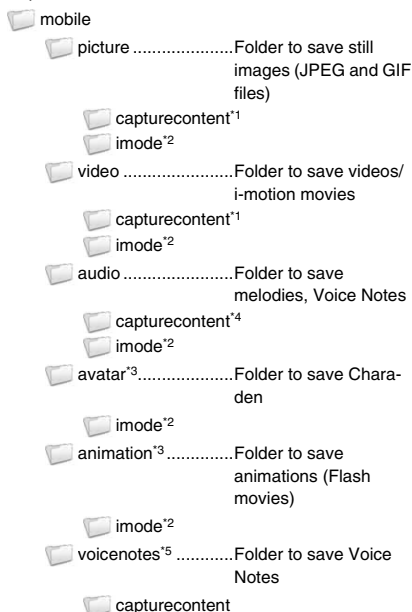 mobile
picture .....................Folder to save still
images (JPEG and GIF
files)
capturecontent*1
imode*2
video .......................Folder to save videos/
i-motion movies
capturecontent*1
imode*2
audio .......................Folder to save
melodies, Voice Notes
capturecontent*4
imode*2
avatar*3....................Folder to save Chara-
den
imode*2
animation*3..............Folder to save
animations (Flash
movies)
imode*2
voicenotes*5 ............Folder to save Voice
Notes
capturecontent